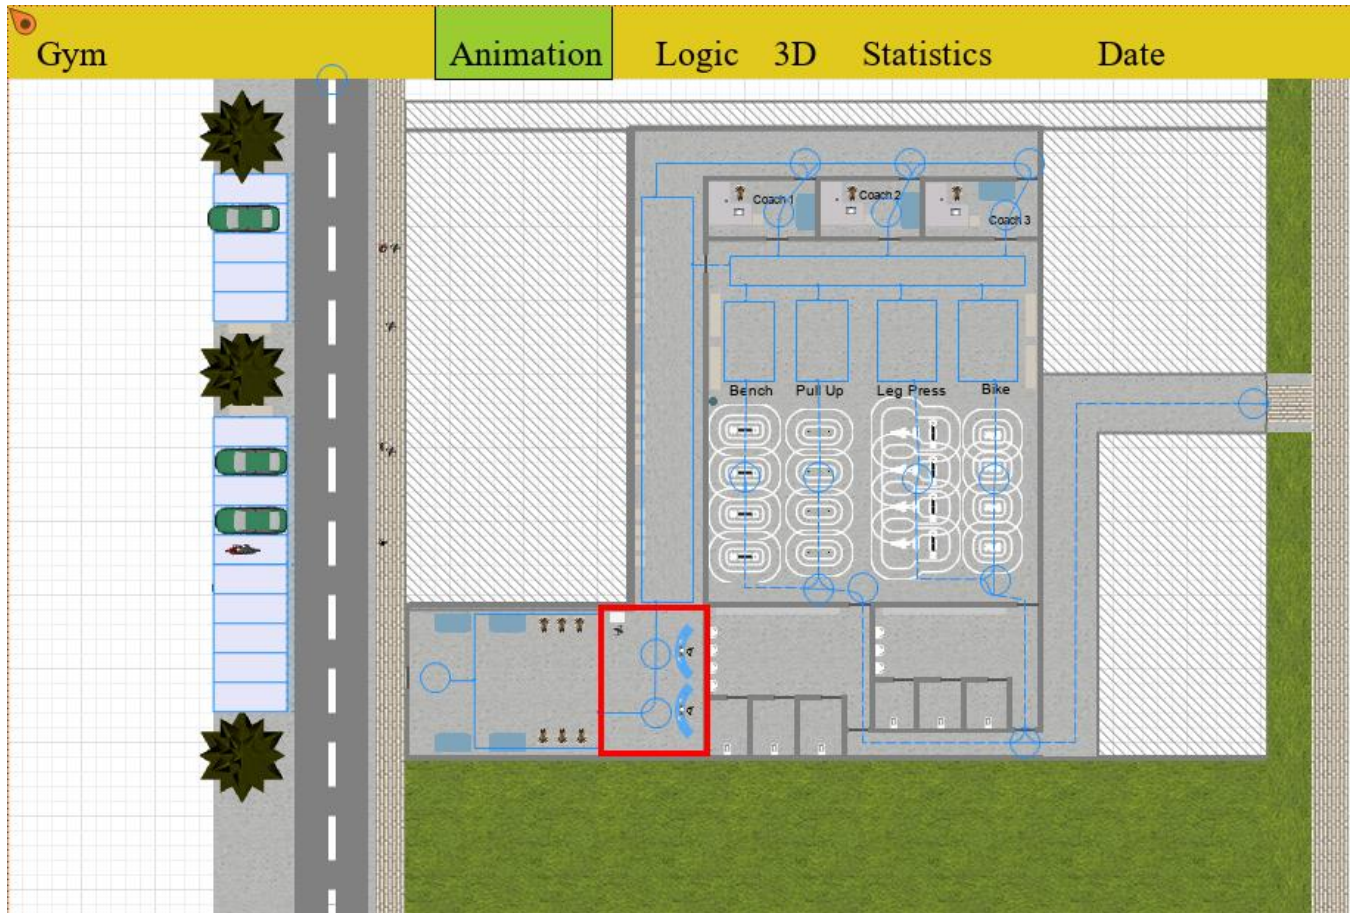 Gym Animation Logic 3D Statistics Date
Coach 1 Coach 2 Coach 3
Bench Pull Up Leg Press Bike